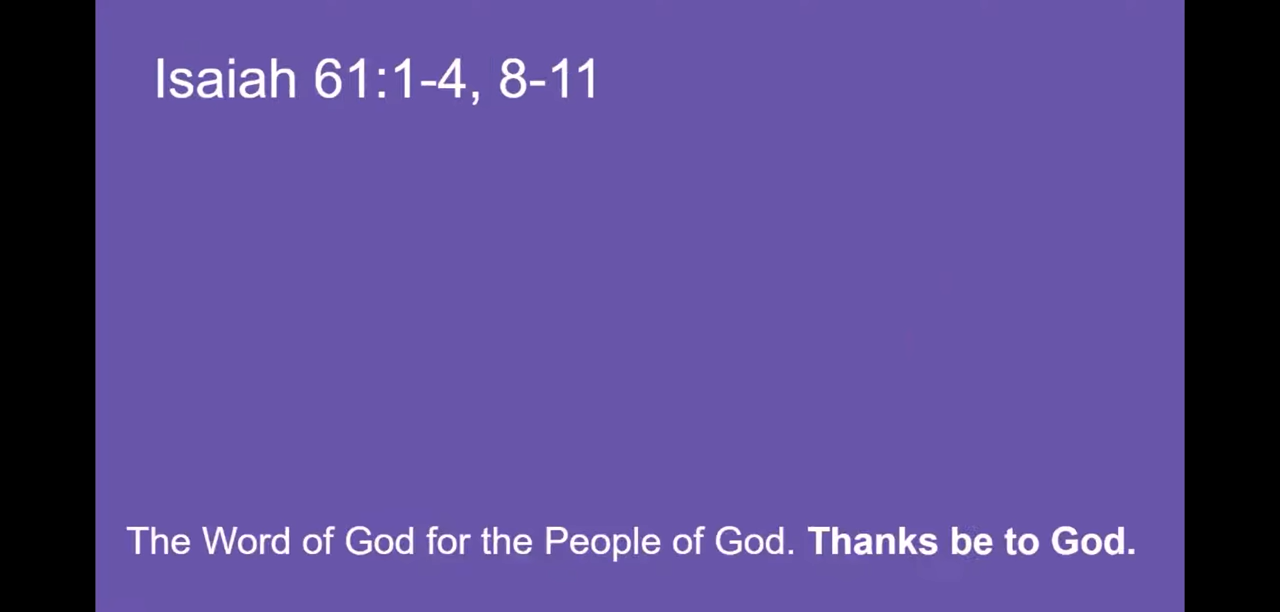 Isaiah 61:1-4, 8-11
The Word of God for the People of God. Thanks be to God.